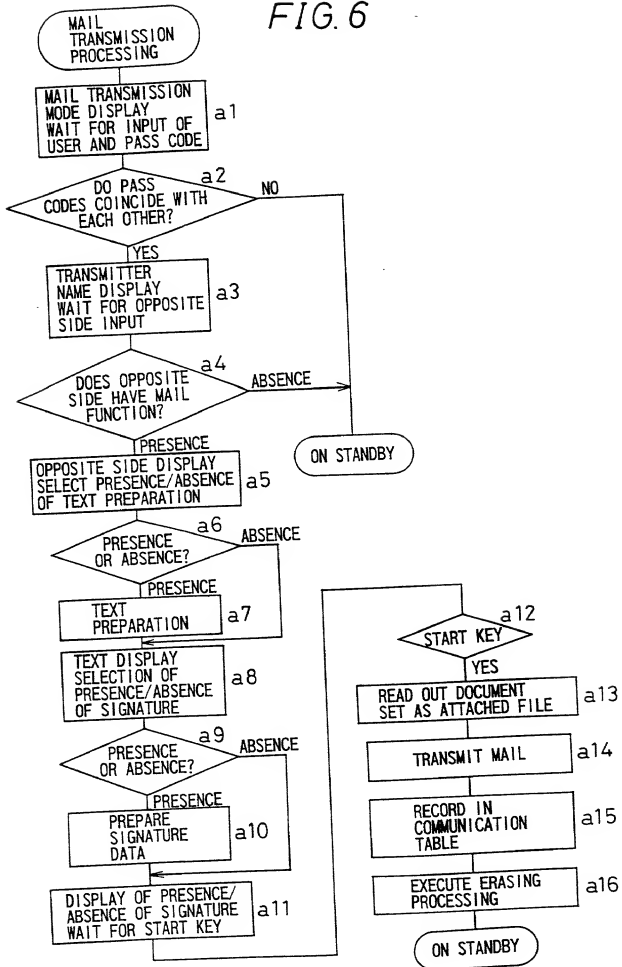 FIG. 6
MAIL
TRANSMISSION
PROCESSING
MAIL TRANSMISSION
MODE DISPLAY
WAIT FOR INPUT OF
USER AND PASS CODE
a1
a2
DO PASS
CODES COINCIDE WITH
EACH OTHER?
NO
YES
TRANSMITTER
NAME DISPLAY
WAIT FOR OPPOSITE
SIDE INPUT
a3
a4
DOES OPPOSITE
SIDE HAVE MAIL
FUNCTION?
ABSENCE
PRESENCE
ON STANDBY
OPPOSITE SIDE DISPLAY
SELECT PRESENCE/ABSENCE
OF TEXT PREPARATION
a5
a6
PRESENCE
OR ABSENCE?
ABSENCE
PRESENCE
TEXT
PREPARATION
a7
TEXT DISPLAY
SELECTION OF
PRESENCE/ABSENCE
OF SIGNATURE
a8
a9
PRESENCE
OR ABSENCE?
ABSENCE
PRESENCE
PREPARE
SIGNATURE
DATA
a10
DISPLAY OF PRESENCE/
ABSENCE OF SIGNATURE
WAIT FOR START KEY
a11
a12
START KEY
YES
READ OUT DOCUMENT
SET AS ATTACHED FILE
a13
TRANSMIT MAIL
a14
RECORD IN
COMMUNICATION
TABLE
a15
EXECUTE ERASING
PROCESSING
a16
ON STANDBY